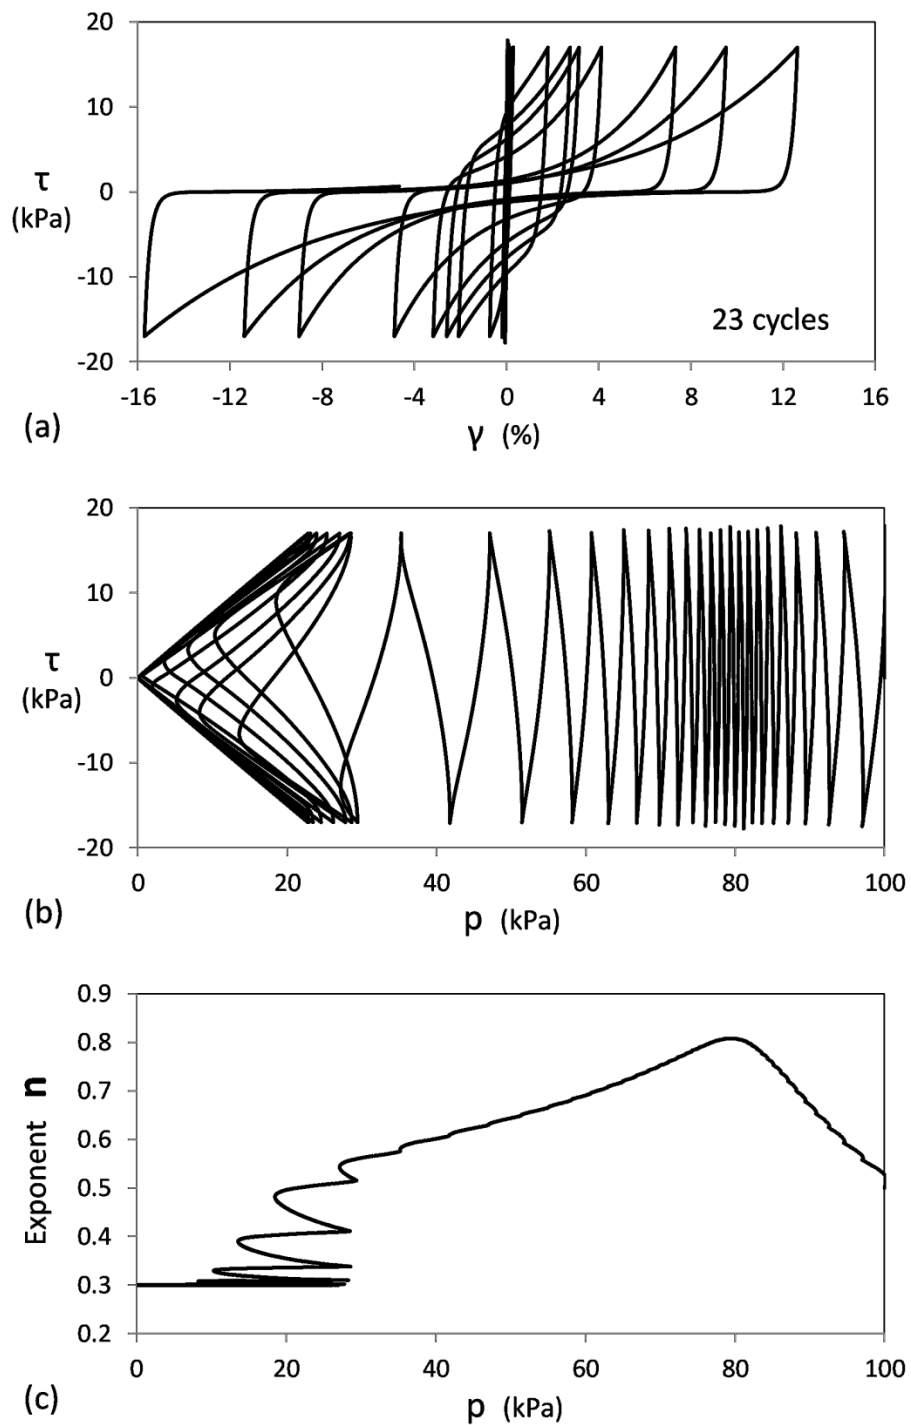 20
10
τ
0
(kPa)
-10
23 cycles
-20
-16 -12 -8 -4 0 4 8 12 16
(a)
γ (%)
20
10
τ
0
(kPa)
-10
-20
0 20 40 60 80 100
(b)
p (kPa)
0.9
0.8
0.7
0.6
0.5
0.4
0.3
0.2
Exponent n
0 20 40 60 80 100
(c)
p (kPa)